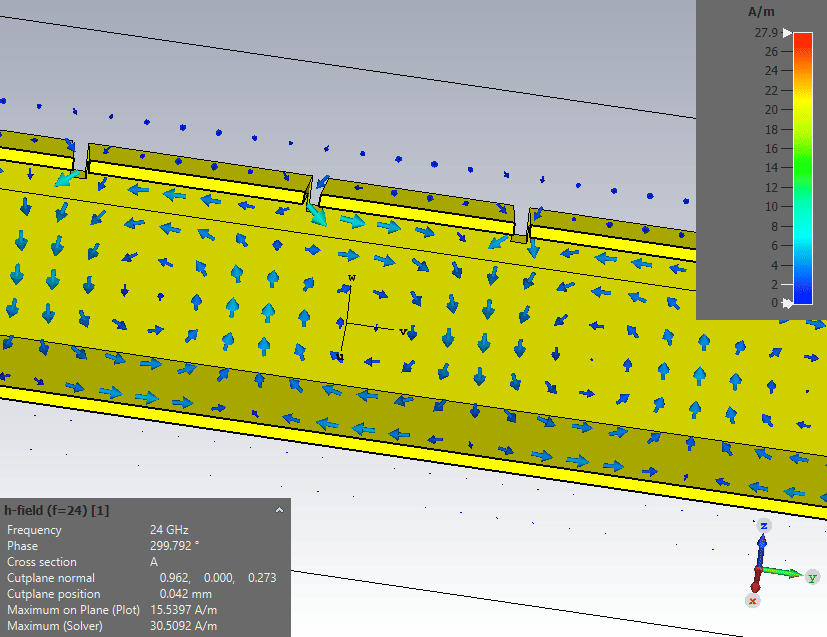 A/m
27.9
26
24
22
20
18
16
14
12
10
8
6
4
2
0
w
v
u
h-field (f=24) [1]
Frequency 24 GHz
Phase 299.792 °
Cross section A
Cutplane normal 0.962, 0.000, 0.273
Cutplane position 0.042 mm
Maximum on Plane (Plot) 15.5397 A/m
Maximum (Solver) 30.5092 A/m
z
y
x